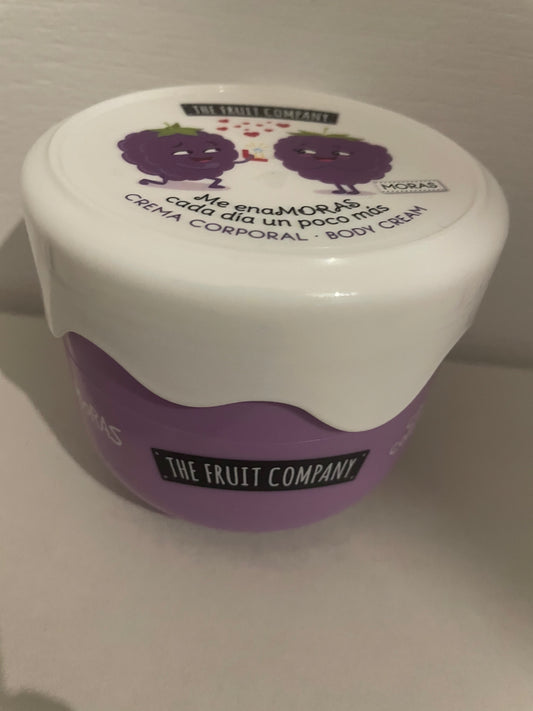 THE FRUIT COMPANY
Me enaMORAS
cada día un poco más
MORAS
CREMA CORPORAL · BODY CREAM
THE FRUIT COMPANY